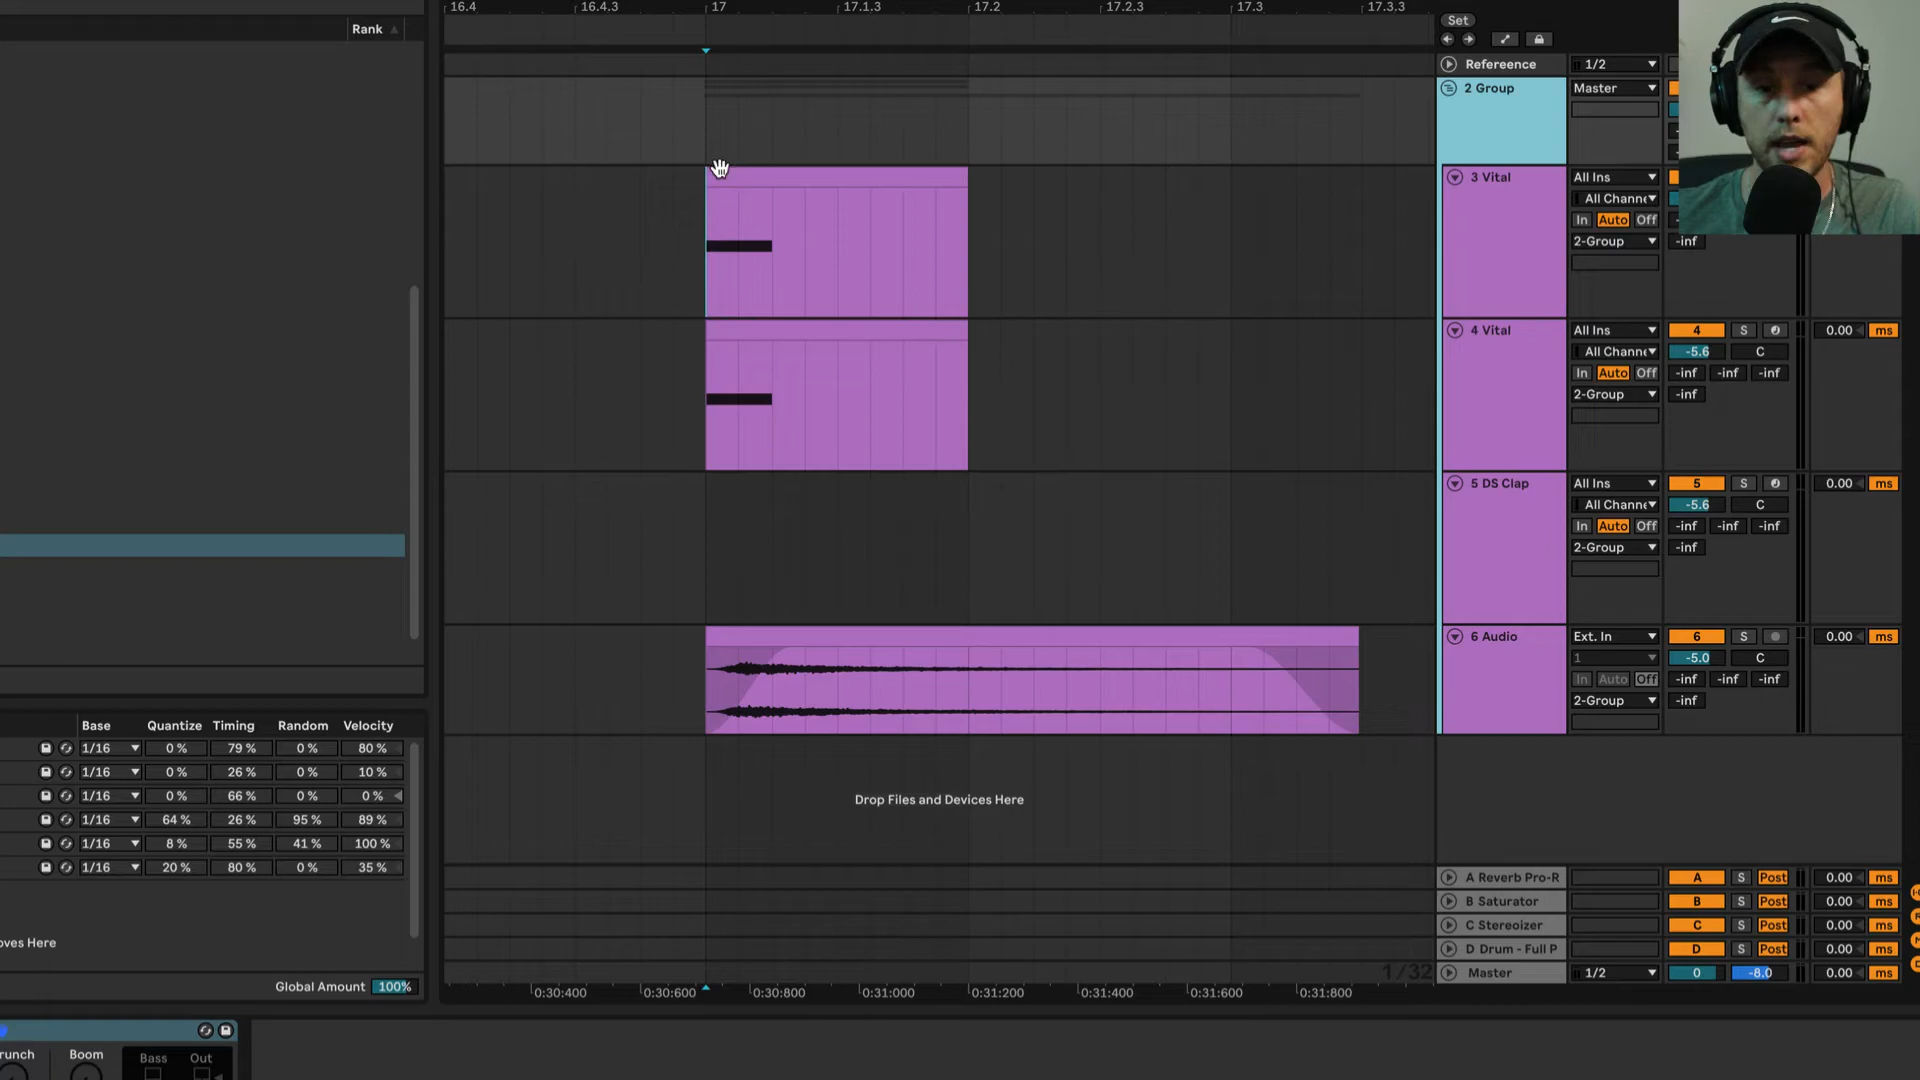 16.4 16.4.3 17 17.1.3 17.2 17.2.3 17.3 17.3.3
Rank
Set
Refereence 1/2
2 Group Master
3 Vital All Ins
All Channe
In Auto Off
2-Group -inf
4 Vital All Ins 4 S 0.00 ms
All Channe -5.6 C
In Auto Off -inf -inf -inf
2-Group -inf
5 DS Clap All Ins 5 S 0.00 ms
All Channe -5.6 C
In Auto Off -inf -inf -inf
2-Group -inf
6 Audio Ext. In 6 S 0.00 ms
1 -5.0 C
In Auto Off -inf -inf -inf
2-Group -inf
Base Quantize Timing Random Velocity
1/16 0 % 79 % 0 % 80 %
1/16 0 % 26 % 0 % 10 %
1/16 0 % 66 % 0 % 0 %
1/16 64 % 26 % 95 % 89 %
1/16 8 % 55 % 41 % 100 %
1/16 20 % 80 % 0 % 35 %
Drop Files and Devices Here
A Reverb Pro-R A S Post 0.00 ms
B Saturator B S Post 0.00 ms
C Stereoizer C S Post 0.00 ms
D Drum - Full P D S Post 0.00 ms
1/32 Master 1/2 0 -8.0 0.00 ms
oves Here
Global Amount 100%
0:30:400 0:30:600 0:30:800 0:31:000 0:31:200 0:31:400 0:31:600 0:31:800
runch Boom Bass Out